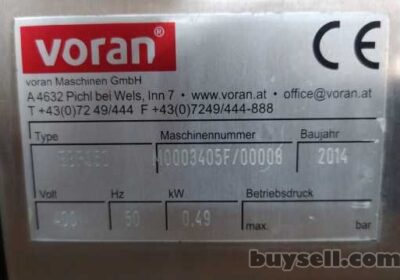 voran®
CE
voran Maschinen GmbH
A 4632 Pichl bei Wels, Inn 7 • www.voran.at • office@voran.at
T +43(0)72 49/444 F +43(0)7249/444-888
Type Maschinennummer Baujahr
M0003405F/00006 2014
Volt Hz kW Betriebsdruck
400 50 0.49 max. bar
buysell.com